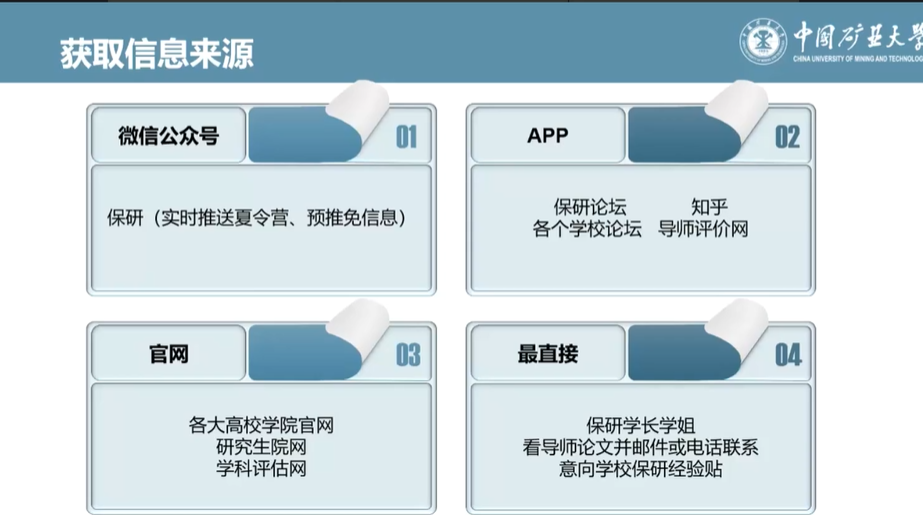 获取信息来源
中国矿业大学
CHINA UNIVERSITY OF MINING AND TECHNOLOGY
微信公众号
01
保研（实时推送夏令营、预推免信息）
APP
02
保研论坛 知乎
各个学校论坛 导师评价网
官网
03
各大高校学院官网
研究生院网
学科评估网
最直接
04
保研学长学姐
看导师论文并邮件或电话联系
意向学校保研经验贴